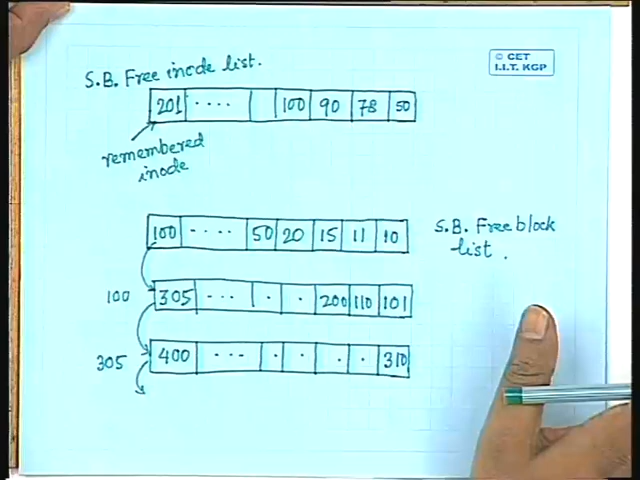 © CET
I.I.T. KGP
S.B. Free inode list.
201 .... 100 90 78 50
remembered
inode
100 .... 50 20 15 11 10
S.B. Free block
list.
100 305 ... . . 200 110 101
305 400 ... . . . . 310